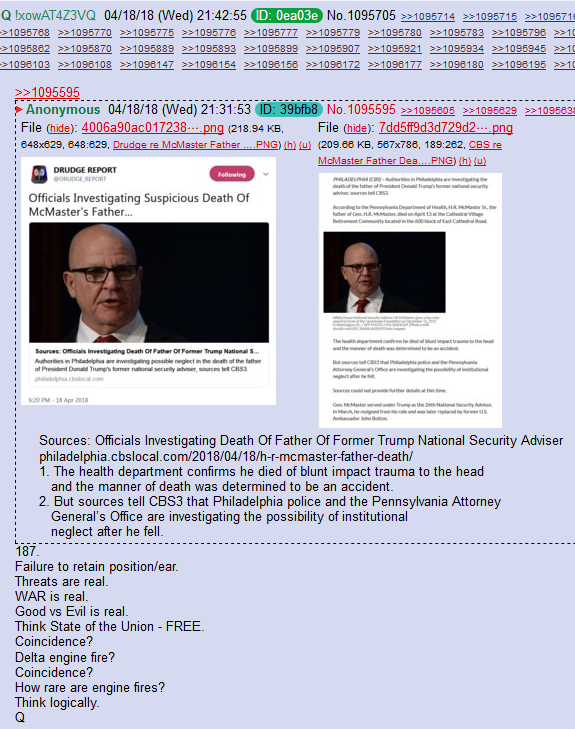 Q !xowAT4Z3VQ 04/18/18 (Wed) 21:42:55 ID: 0ea03e No.1095705 >>1095714 >>1095715 >>109571
>>1095768 >>1095770 >>1095775 >>1095776 >>1095777 >>1095779 >>1095780 >>1095783 >>1095796
>>1095862 >>1095870 >>1095889 >>1095893 >>1095899 >>1095907 >>1095921 >>1095934 >>1095945
>>1096103 >>1096108 >>1096147 >>1096154 >>1096156 >>1096172 >>1096177 >>1096180 >>1096195
>>1095595
Anonymous 04/18/18 (Wed) 21:31:53 ID: 39bfb8 No.1095595 >>1095605 >>1095629 >>109563
File (hide): 4006a90ac017238···.png (218.94 KB,
648x629, 648:629, Drudge re McMaster Father ….PNG) (h) (u)
File (hide): 7dd5ff9d3d729d2···.png
(209.66 KB, 567x786, 189:262, CBS re
McMaster Father Dea….PNG) (h) (u)
DRUDGE REPORT
@DRUDGE_REPORT
Following
Officials Investigating Suspicious Death Of
McMaster's Father...
Sources: Officials Investigating Death Of Father Of Former Trump National S...
Authorities in Philadelphia are investigating possible neglect in the death of the father
of President Donald Trump's former national security adviser, sources tell CBS3.
philadelphia.cbslocal.com
6:20 PM - 18 Apr 2018
PHILADELPHIA (CBS) – Authorities in Philadelphia are investigating the
death of the father of President Donald Trump's former national security
adviser, sources tell CBS3.
According to the Pennsylvania Department of Health, H.R. McMaster Sr., the
father of Gen. H.R. McMaster, died on April 13 at the Cathedral Village
Retirement Community located in the 600 block of East Cathedral Road.
The health department confirms he died of blunt impact trauma to the head
and the manner of death was determined to be an accident.
But sources tell CBS3 that Philadelphia police and the Pennsylvania
Attorney General's Office are investigating the possibility of institutional
neglect after he fell.
Sources could not provide further details at this time.
Gen. McMaster served under Trump as the 26th National Security Advisor.
In March, he resigned from his role and was later replaced by former U.S.
Ambassador John Bolton.
Sources: Officials Investigating Death Of Father Of Former Trump National Security Adviser
philadelphia.cbslocal.com/2018/04/18/h-r-mcmaster-father-death/
1. The health department confirms he died of blunt impact trauma to the head
and the manner of death was determined to be an accident.
2. But sources tell CBS3 that Philadelphia police and the Pennsylvania Attorney
General's Office are investigating the possibility of institutional
neglect after he fell.
187.
Failure to retain position/ear.
Threats are real.
WAR is real.
Good vs Evil is real.
Think State of the Union - FREE.
Coincidence?
Delta engine fire?
Coincidence?
How rare are engine fires?
Think logically.
Q